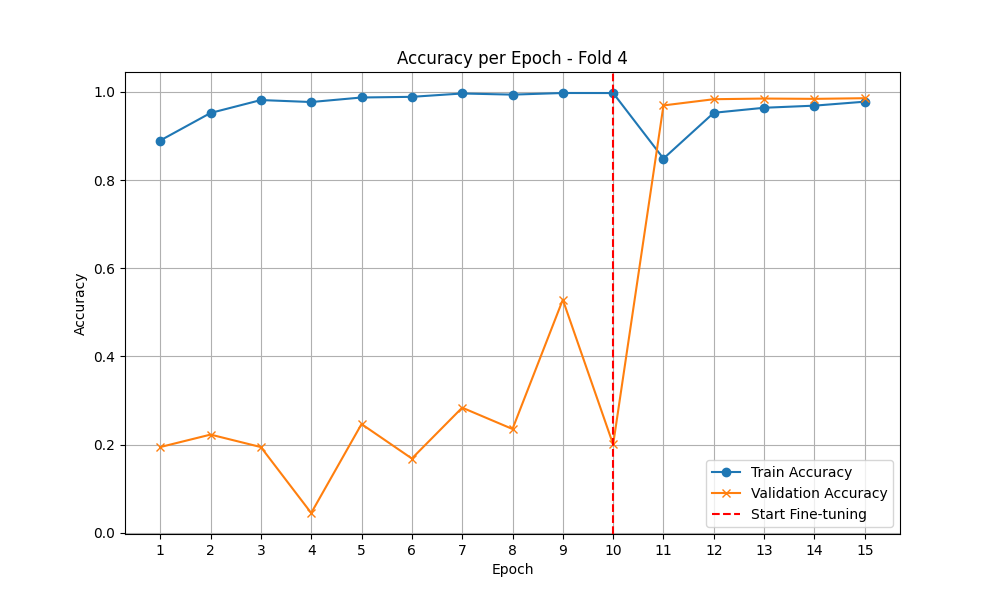 Accuracy per Epoch - Fold 4
Accuracy
1.0
0.8
0.6
0.4
0.2
0.0
1 2 3 4 5 6 7 8 9 10 11 12 13 14 15
Epoch
Train Accuracy
Validation Accuracy
Start Fine-tuning